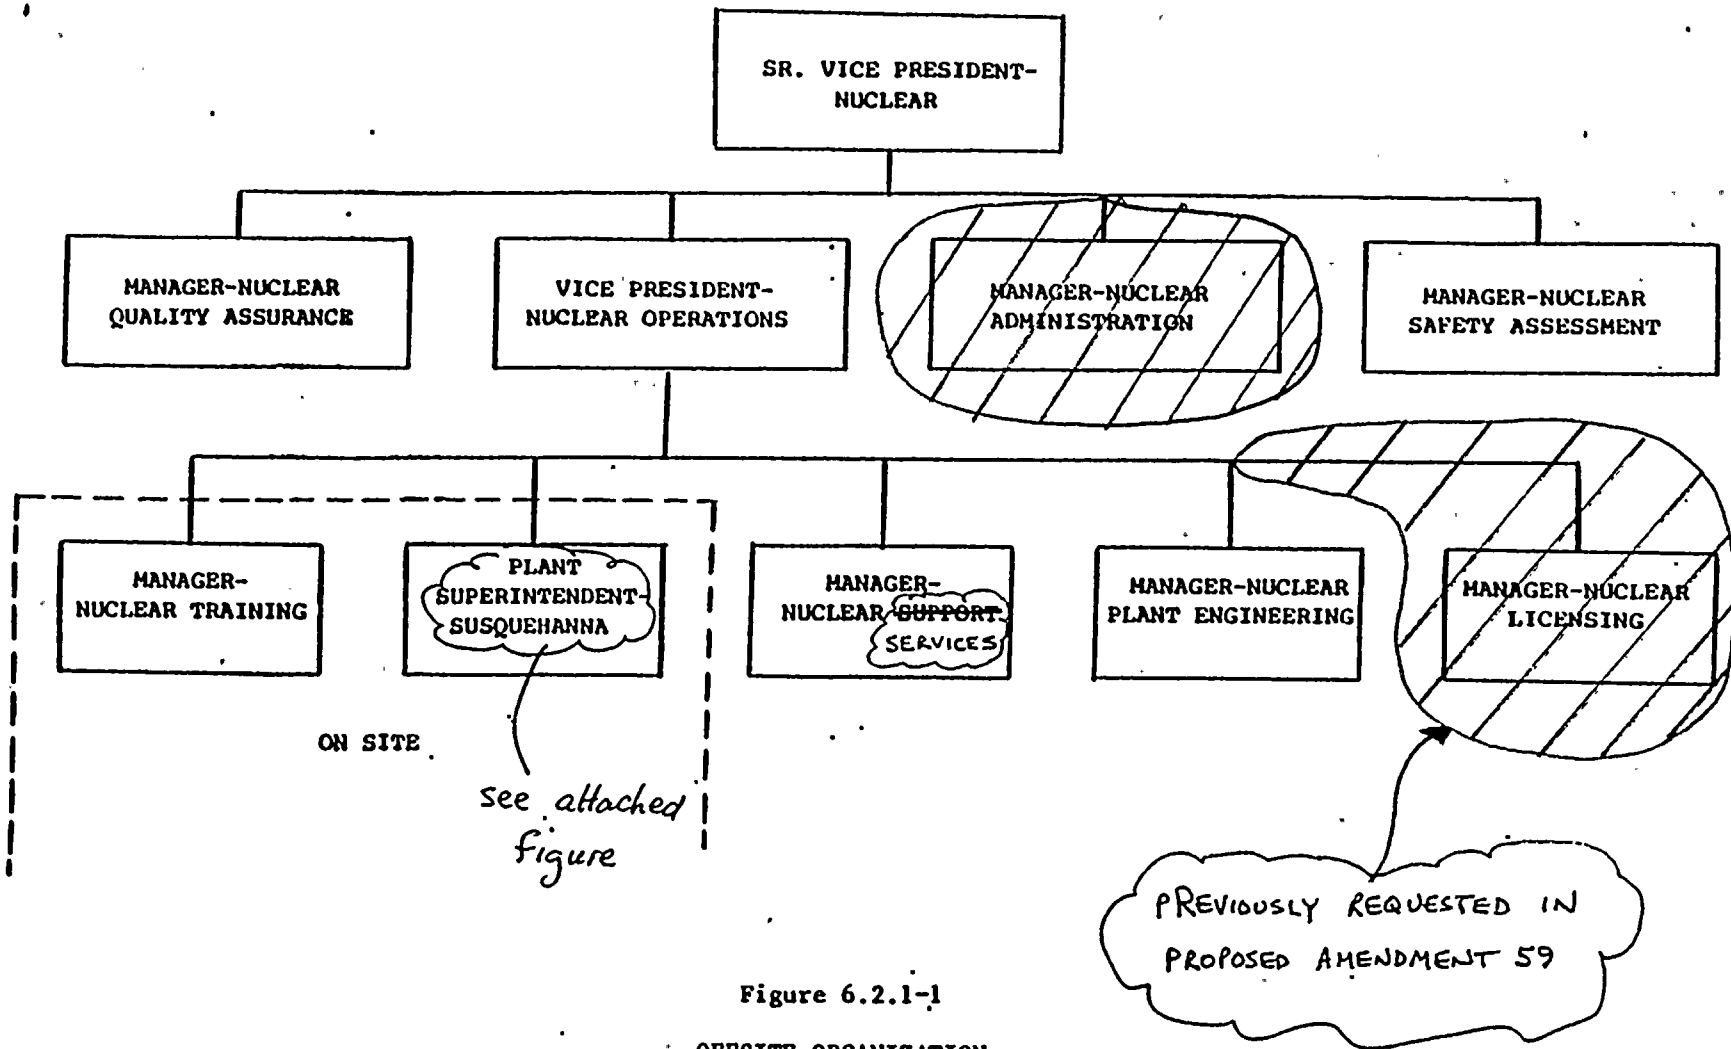 SR. VICE PRESIDENT-
NUCLEAR
MANAGER-NUCLEAR
QUALITY ASSURANCE
VICE PRESIDENT-
NUCLEAR OPERATIONS
MANAGER-NUCLEAR
ADMINISTRATION
MANAGER-NUCLEAR
SAFETY ASSESSMENT
MANAGER-
NUCLEAR TRAINING
PLANT
SUPERINTENDENT-
SUSQUEHANNA
MANAGER-
NUCLEAR SUPPORT
SERVICES
MANAGER-NUCLEAR
PLANT ENGINEERING
MANAGER-NUCLEAR
LICENSING
ON SITE
see attached
figure
PREVIOUSLY REQUESTED IN
PROPOSED AMENDMENT 59
Figure 6.2.1-1
OFFSITE ORGANIZATION